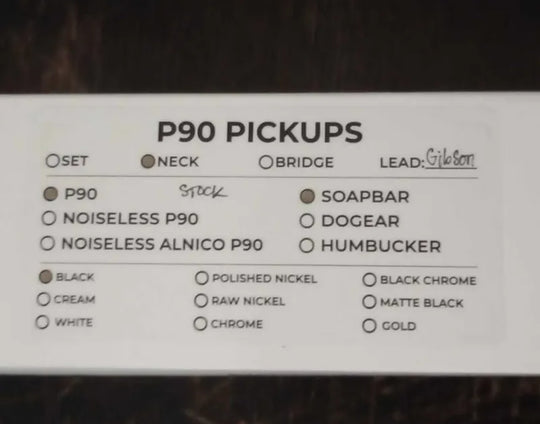 P90 PICKUPS
SET NECK BRIDGE LEAD: Gibson
P90 STOCK SOAPBAR
NOISELESS P90 DOGEAR
NOISELESS ALNICO P90 HUMBUCKER
BLACK POLISHED NICKEL BLACK CHROME
CREAM RAW NICKEL MATTE BLACK
WHITE CHROME GOLD